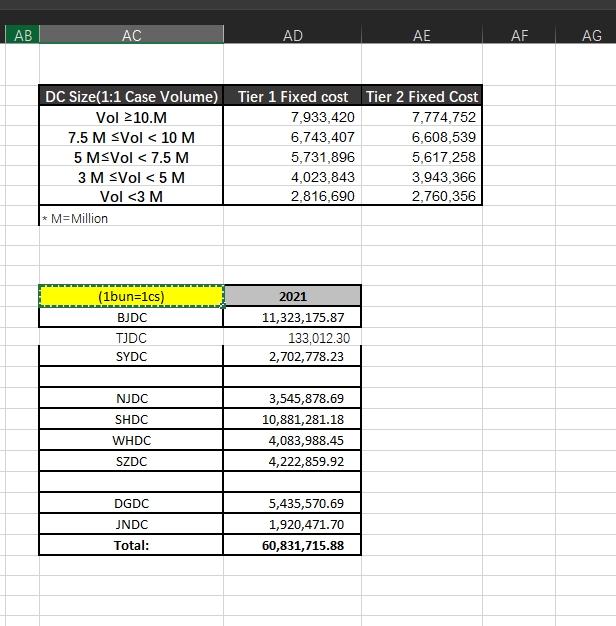 AB AC AD AE AF AG
DC Size(1:1 Case Volume) Tier 1 Fixed cost Tier 2 Fixed Cost
Vol ≥10.M 7,933,420 7,774,752
7.5 M ≤Vol < 10 M 6,743,407 6,608,539
5 M≤Vol < 7.5 M 5,731,896 5,617,258
3 M ≤Vol < 5 M 4,023,843 3,943,366
Vol <3 M 2,816,690 2,760,356
* M=Million
(1bun=1cs) 2021
BJDC 11,323,175.87
TJDC 133,012.30
SYDC 2,702,778.23
NJDC 3,545,878.69
SHDC 10,881,281.18
WHDC 4,083,988.45
SZDC 4,222,859.92
DGDC 5,435,570.69
JNDC 1,920,471.70
Total: 60,831,715.88